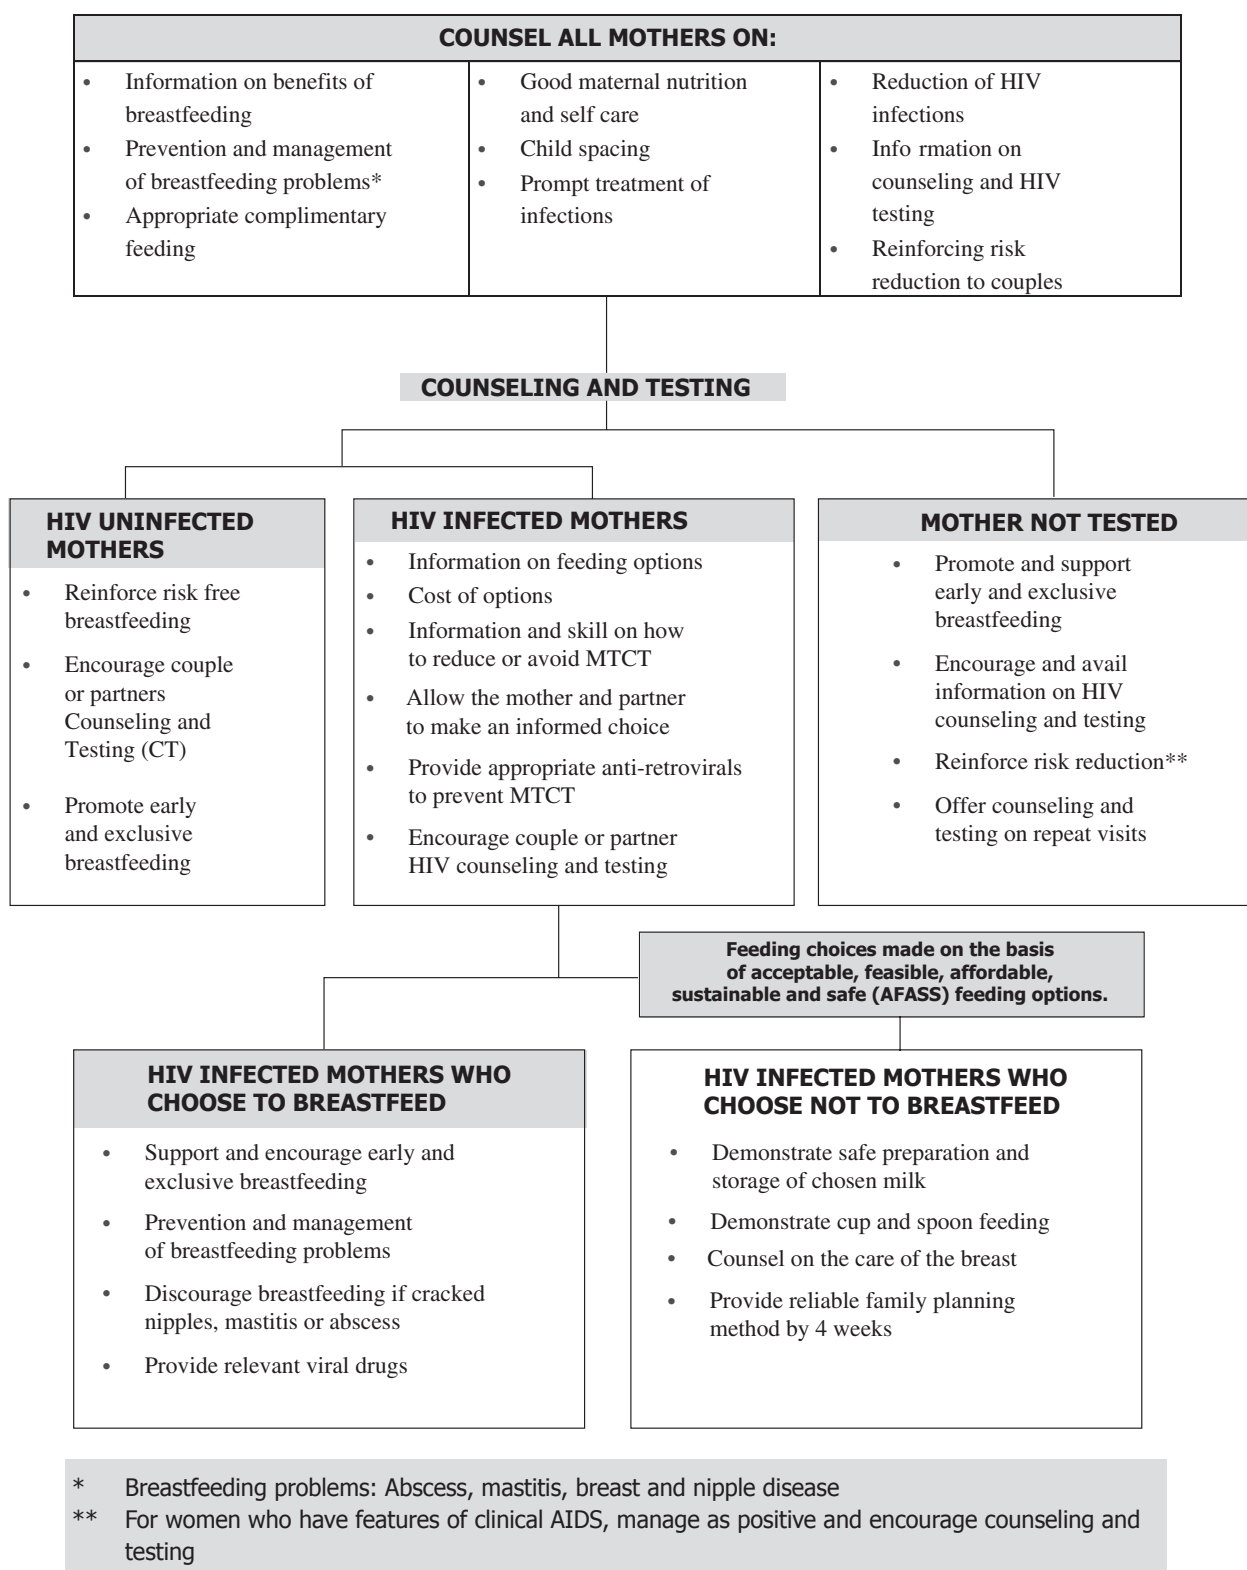 COUNSEL ALL MOTHERS ON:
• Information on benefits of
breastfeeding
• Prevention and management
of breastfeeding problems*
• Appropriate complimentary
feeding
• Good maternal nutrition
and self care
• Child spacing
• Prompt treatment of
infections
• Reduction of HIV
infections
• Info rmation on
counseling and HIV
testing
• Reinforcing risk
reduction to couples
COUNSELING AND TESTING
HIV UNINFECTED
MOTHERS
• Reinforce risk free
breastfeeding
• Encourage couple
or partners
Counseling and
Testing (CT)
• Promote early
and exclusive
breastfeeding
HIV INFECTED MOTHERS
• Information on feeding options
• Cost of options
• Information and skill on how
to reduce or avoid MTCT
• Allow the mother and partner
to make an informed choice
• Provide appropriate anti-retrovirals
to prevent MTCT
• Encourage couple or partner
HIV counseling and testing
MOTHER NOT TESTED
• Promote and support
early and exclusive
breastfeeding
• Encourage and avail
information on HIV
counseling and testing
• Reinforce risk reduction**
• Offer counseling and
testing on repeat visits
Feeding choices made on the basis
of acceptable, feasible, affordable,
sustainable and safe (AFASS) feeding options.
HIV INFECTED MOTHERS WHO
CHOOSE TO BREASTFEED
• Support and encourage early and
exclusive breastfeeding
• Prevention and management
of breastfeeding problems
• Discourage breastfeeding if cracked
nipples, mastitis or abscess
• Provide relevant viral drugs
HIV INFECTED MOTHERS WHO
CHOOSE NOT TO BREASTFEED
• Demonstrate safe preparation and
storage of chosen milk
• Demonstrate cup and spoon feeding
• Counsel on the care of the breast
• Provide reliable family planning
method by 4 weeks
* Breastfeeding problems: Abscess, mastitis, breast and nipple disease
** For women who have features of clinical AIDS, manage as positive and encourage counseling and
testing